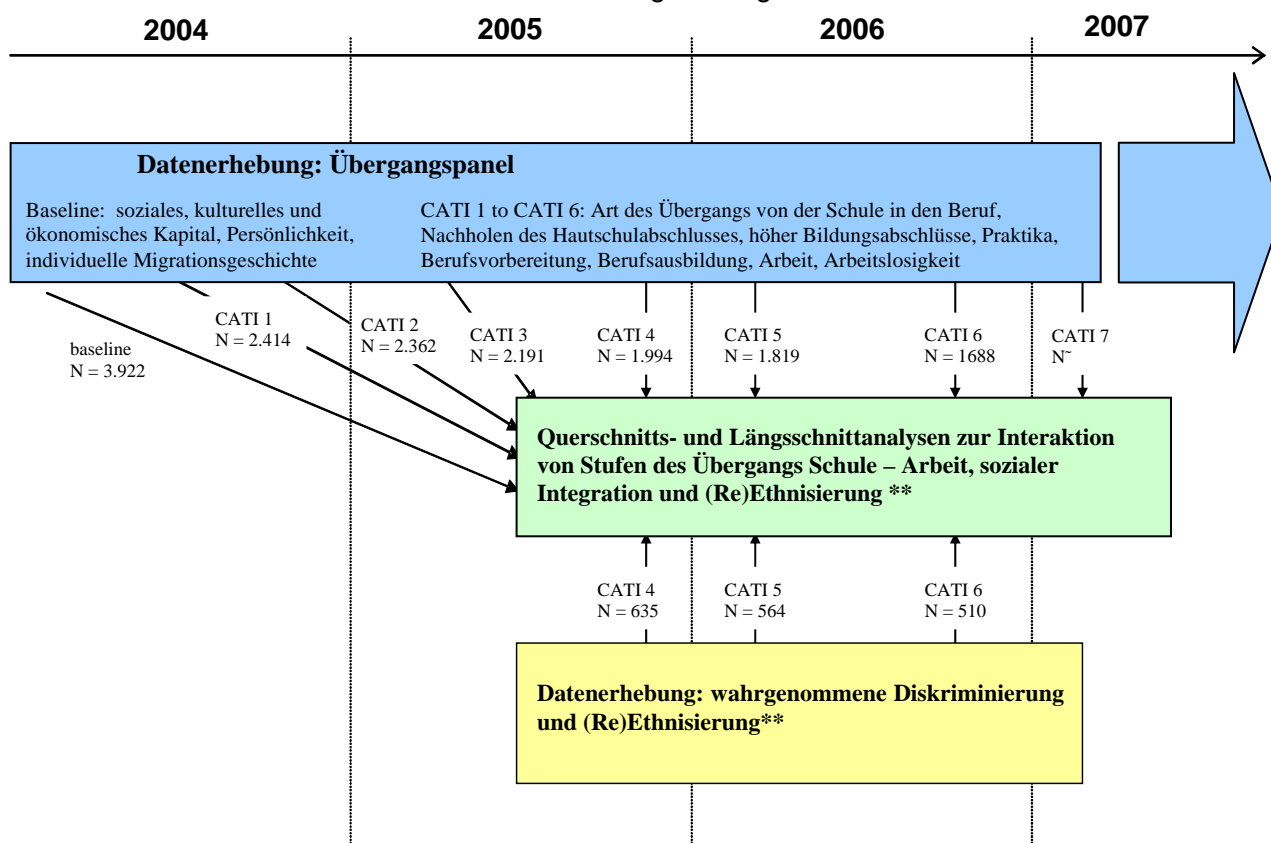 2004 2005 2006 2007
Datenerhebung: Übergangspanel
Baseline: soziales, kulturelles und
ökonomisches Kapital, Persönlichkeit,
individuelle Migrationsgeschichte
CATI 1 to CATI 6: Art des Übergangs von der Schule in den Beruf,
Nachholen des Hautschulabschlusses, höher Bildungsabschlüsse, Praktika,
Berufsvorbereitung, Berufsausbildung, Arbeit, Arbeitslosigkeit
baseline
N = 3.922
CATI 1
N = 2.414
CATI 2
N = 2.362
CATI 3
N = 2.191
CATI 4
N = 1.994
CATI 5
N = 1.819
CATI 6
N = 1688
CATI 7
N~
Querschnitts- und Längsschnittanalysen zur Interaktion
von Stufen des Übergangs Schule – Arbeit, sozialer
Integration und (Re)Ethnisierung **
CATI 4
N = 635
CATI 5
N = 564
CATI 6
N = 510
Datenerhebung: wahrgenommene Diskriminierung
und (Re)Ethnisierung**